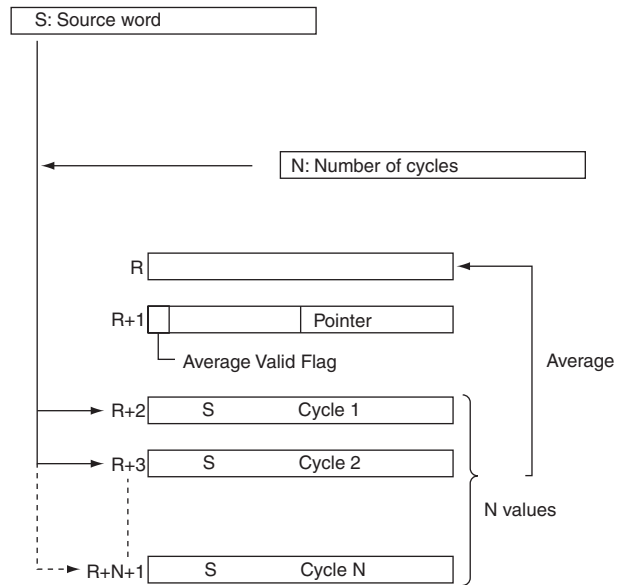 S: Source word
N: Number of cycles
R
R+1 Pointer
Average Valid Flag
Average
R+2 S Cycle 1
R+3 S Cycle 2
N values
R+N+1 S Cycle N